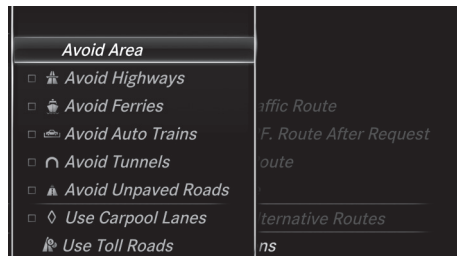 Avoid Area
Avoid Highways
Avoid Ferries
Avoid Auto Trains
Avoid Tunnels
Avoid Unpaved Roads
Use Carpool Lanes
Use Toll Roads
affic Route
F. Route After Request
oute
ternative Routes
ns